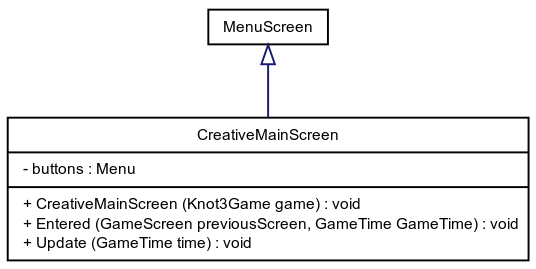 MenuScreen
CreativeMainScreen
- buttons : Menu
+ CreativeMainScreen (Knot3Game game) : void
+ Entered (GameScreen previousScreen, GameTime GameTime) : void
+ Update (GameTime time) : void